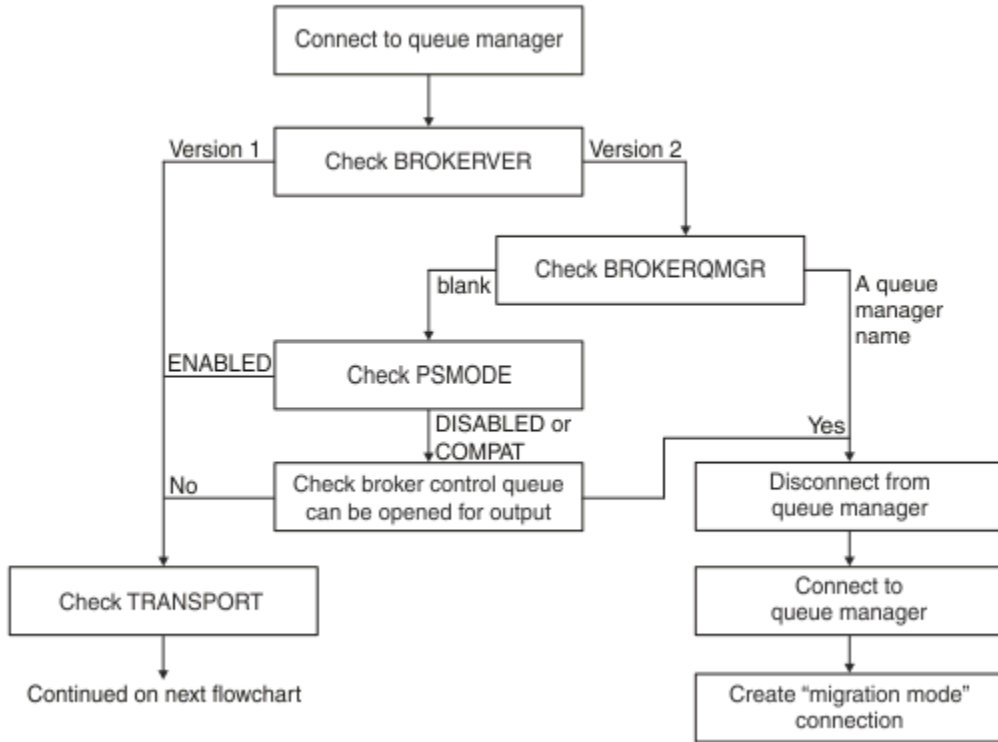 Connect to queue manager
Version 1
Check BROKERVER
Version 2
Check BROKERQMGR
blank
A queue
manager
name
ENABLED
Check PSMODE
DISABLED or
COMPAT
Yes
No
Check broker control queue
can be opened for output
Disconnect from
queue manager
Check TRANSPORT
Connect to
queue manager
Continued on next flowchart
Create “migration mode”
connection